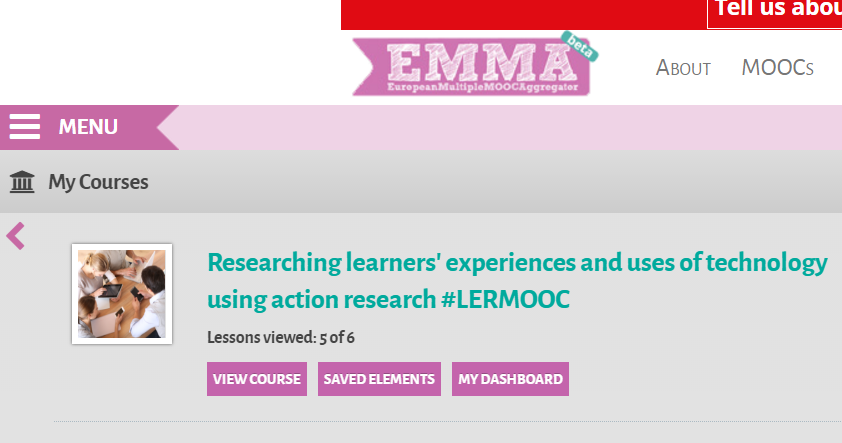 Tell us abou
EMMA beta
EuropeanMultipleMOOCAggregator
About MOOCs
MENU
My Courses
Researching learners' experiences and uses of technology
using action research #LERMOOC
Lessons viewed: 5 of 6
VIEW COURSE SAVED ELEMENTS MY DASHBOARD